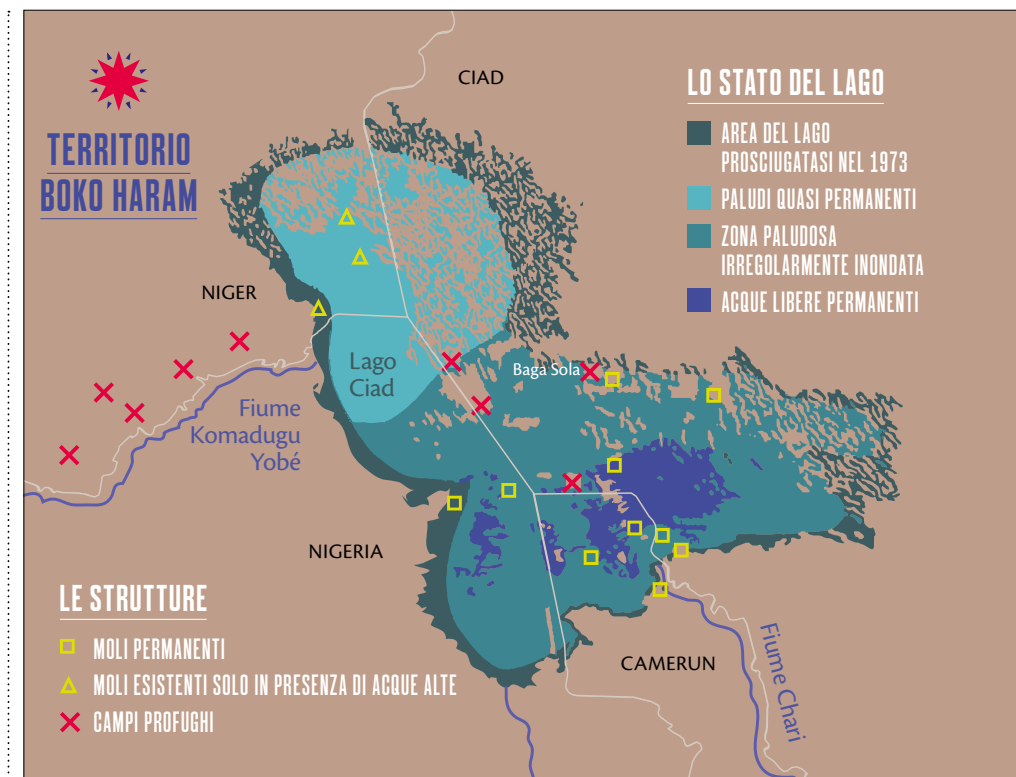 CIAD
TERRITORIO
BOKO HARAM
LO STATO DEL LAGO
AREA DEL LAGO
PROSCIUGATASI NEL 1973
PALUDI QUASI PERMANENTI
ZONA PALUDOSA
IRREGOLARMENTE INONDATA
ACQUE LIBERE PERMANENTI
NIGER
Lago
Ciad
Baga Sola
Fiume
Komadugu
Yobé
NIGERIA
CAMERUN
Fiume Chari
LE STRUTTURE
MOLI PERMANENTI
MOLI ESISTENTI SOLO IN PRESENZA DI ACQUE ALTE
CAMPI PROFUGHI